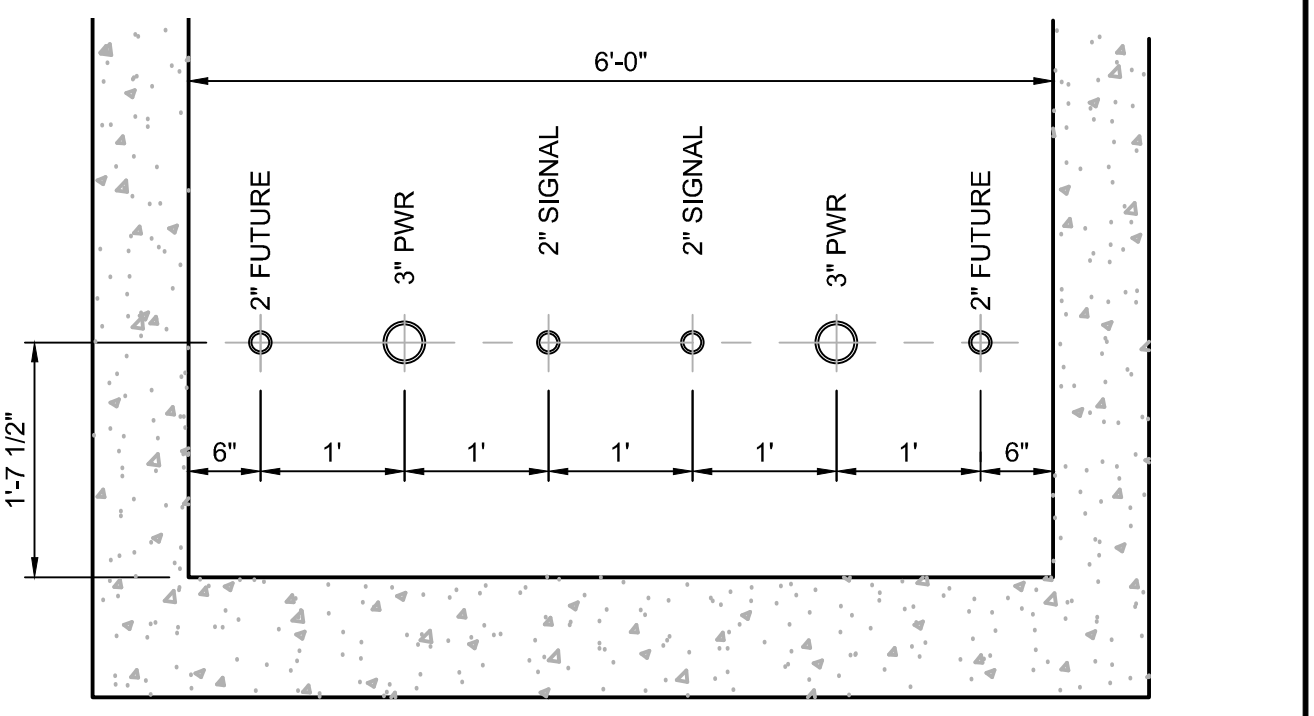 6'-0"
2" FUTURE
3" PWR
2" SIGNAL
2" SIGNAL
3" PWR
2" FUTURE
1'-7 1/2"
6"
1'
1'
1'
1'
1'
6"